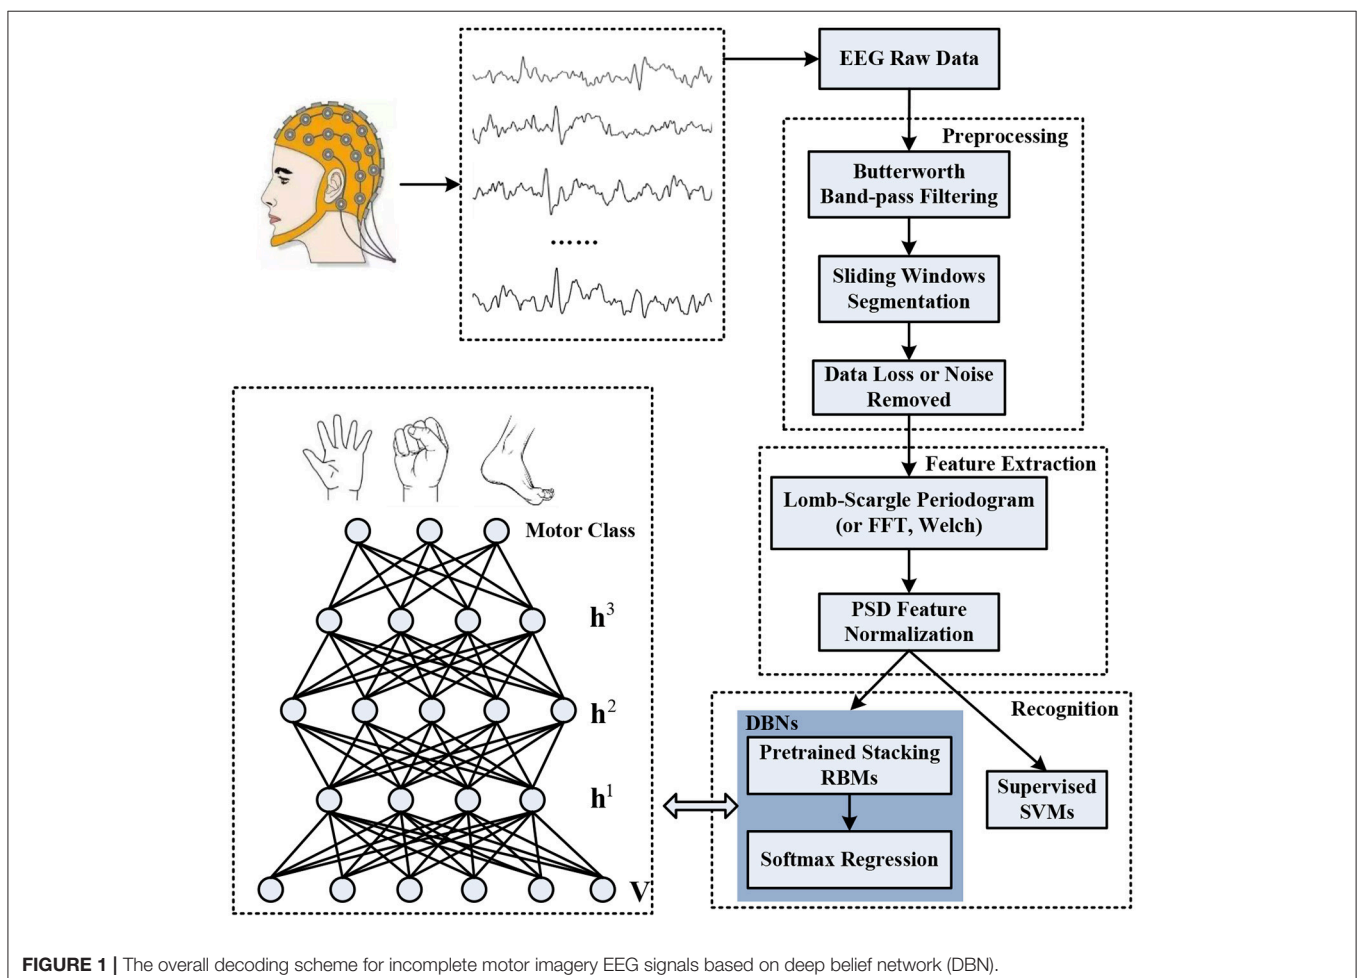 EEG Raw Data
Preprocessing
Butterworth
Band-pass Filtering
Sliding Windows
Segmentation
......
Data Loss or Noise
Removed
Feature Extraction
Lomb-Scargle Periodogram
(or FFT, Welch)
PSD Feature
Normalization
Recognition
DBNs
Pretrained Stacking
RBMs
Softmax Regression
Supervised
SVMs
Motor Class
h³
h²
h¹
V
FIGURE 1 | The overall decoding scheme for incomplete motor imagery EEG signals based on deep belief network (DBN).